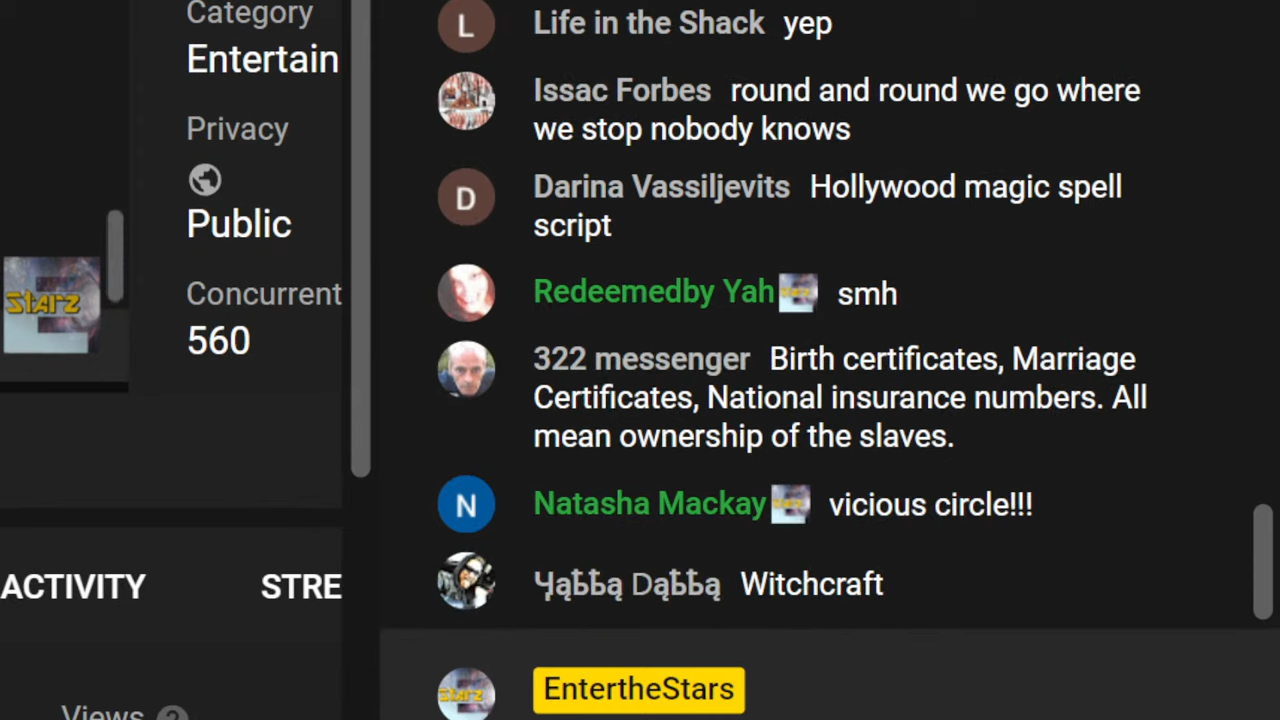 Category
Entertain
Privacy
Public
Concurrent
560
STARZ
ACTIVITY STRE
Views ?
L Life in the Shack yep
Issac Forbes round and round we go where
we stop nobody knows
D Darina Vassiljevits Hollywood magic spell
script
Redeemedby Yah smh
322 messenger Birth certificates, Marriage
Certificates, National insurance numbers. All
mean ownership of the slaves.
N Natasha Mackay vicious circle!!!
Ӌąҍҍą Dąҍҍą Witchcraft
STARZ EntertheStars